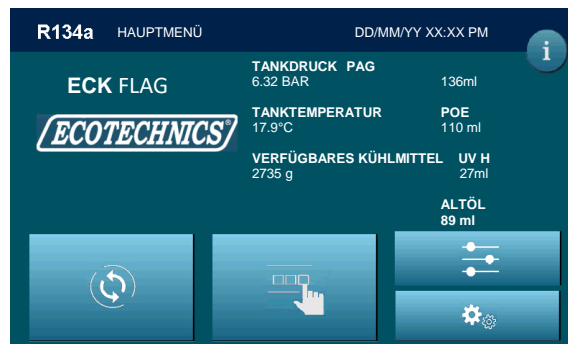 R134a HAUPTMENÜ DD/MM/YY XX:XX PM
i
ECK FLAG
ECOTECHNICS®
TANKDRUCK PAG
6.32 BAR 136ml
TANKTEMPERATUR POE
17.9°C 110 ml
VERFÜGBARES KÜHLMITTEL UV H
2735 g 27ml
ALTÖL
89 ml